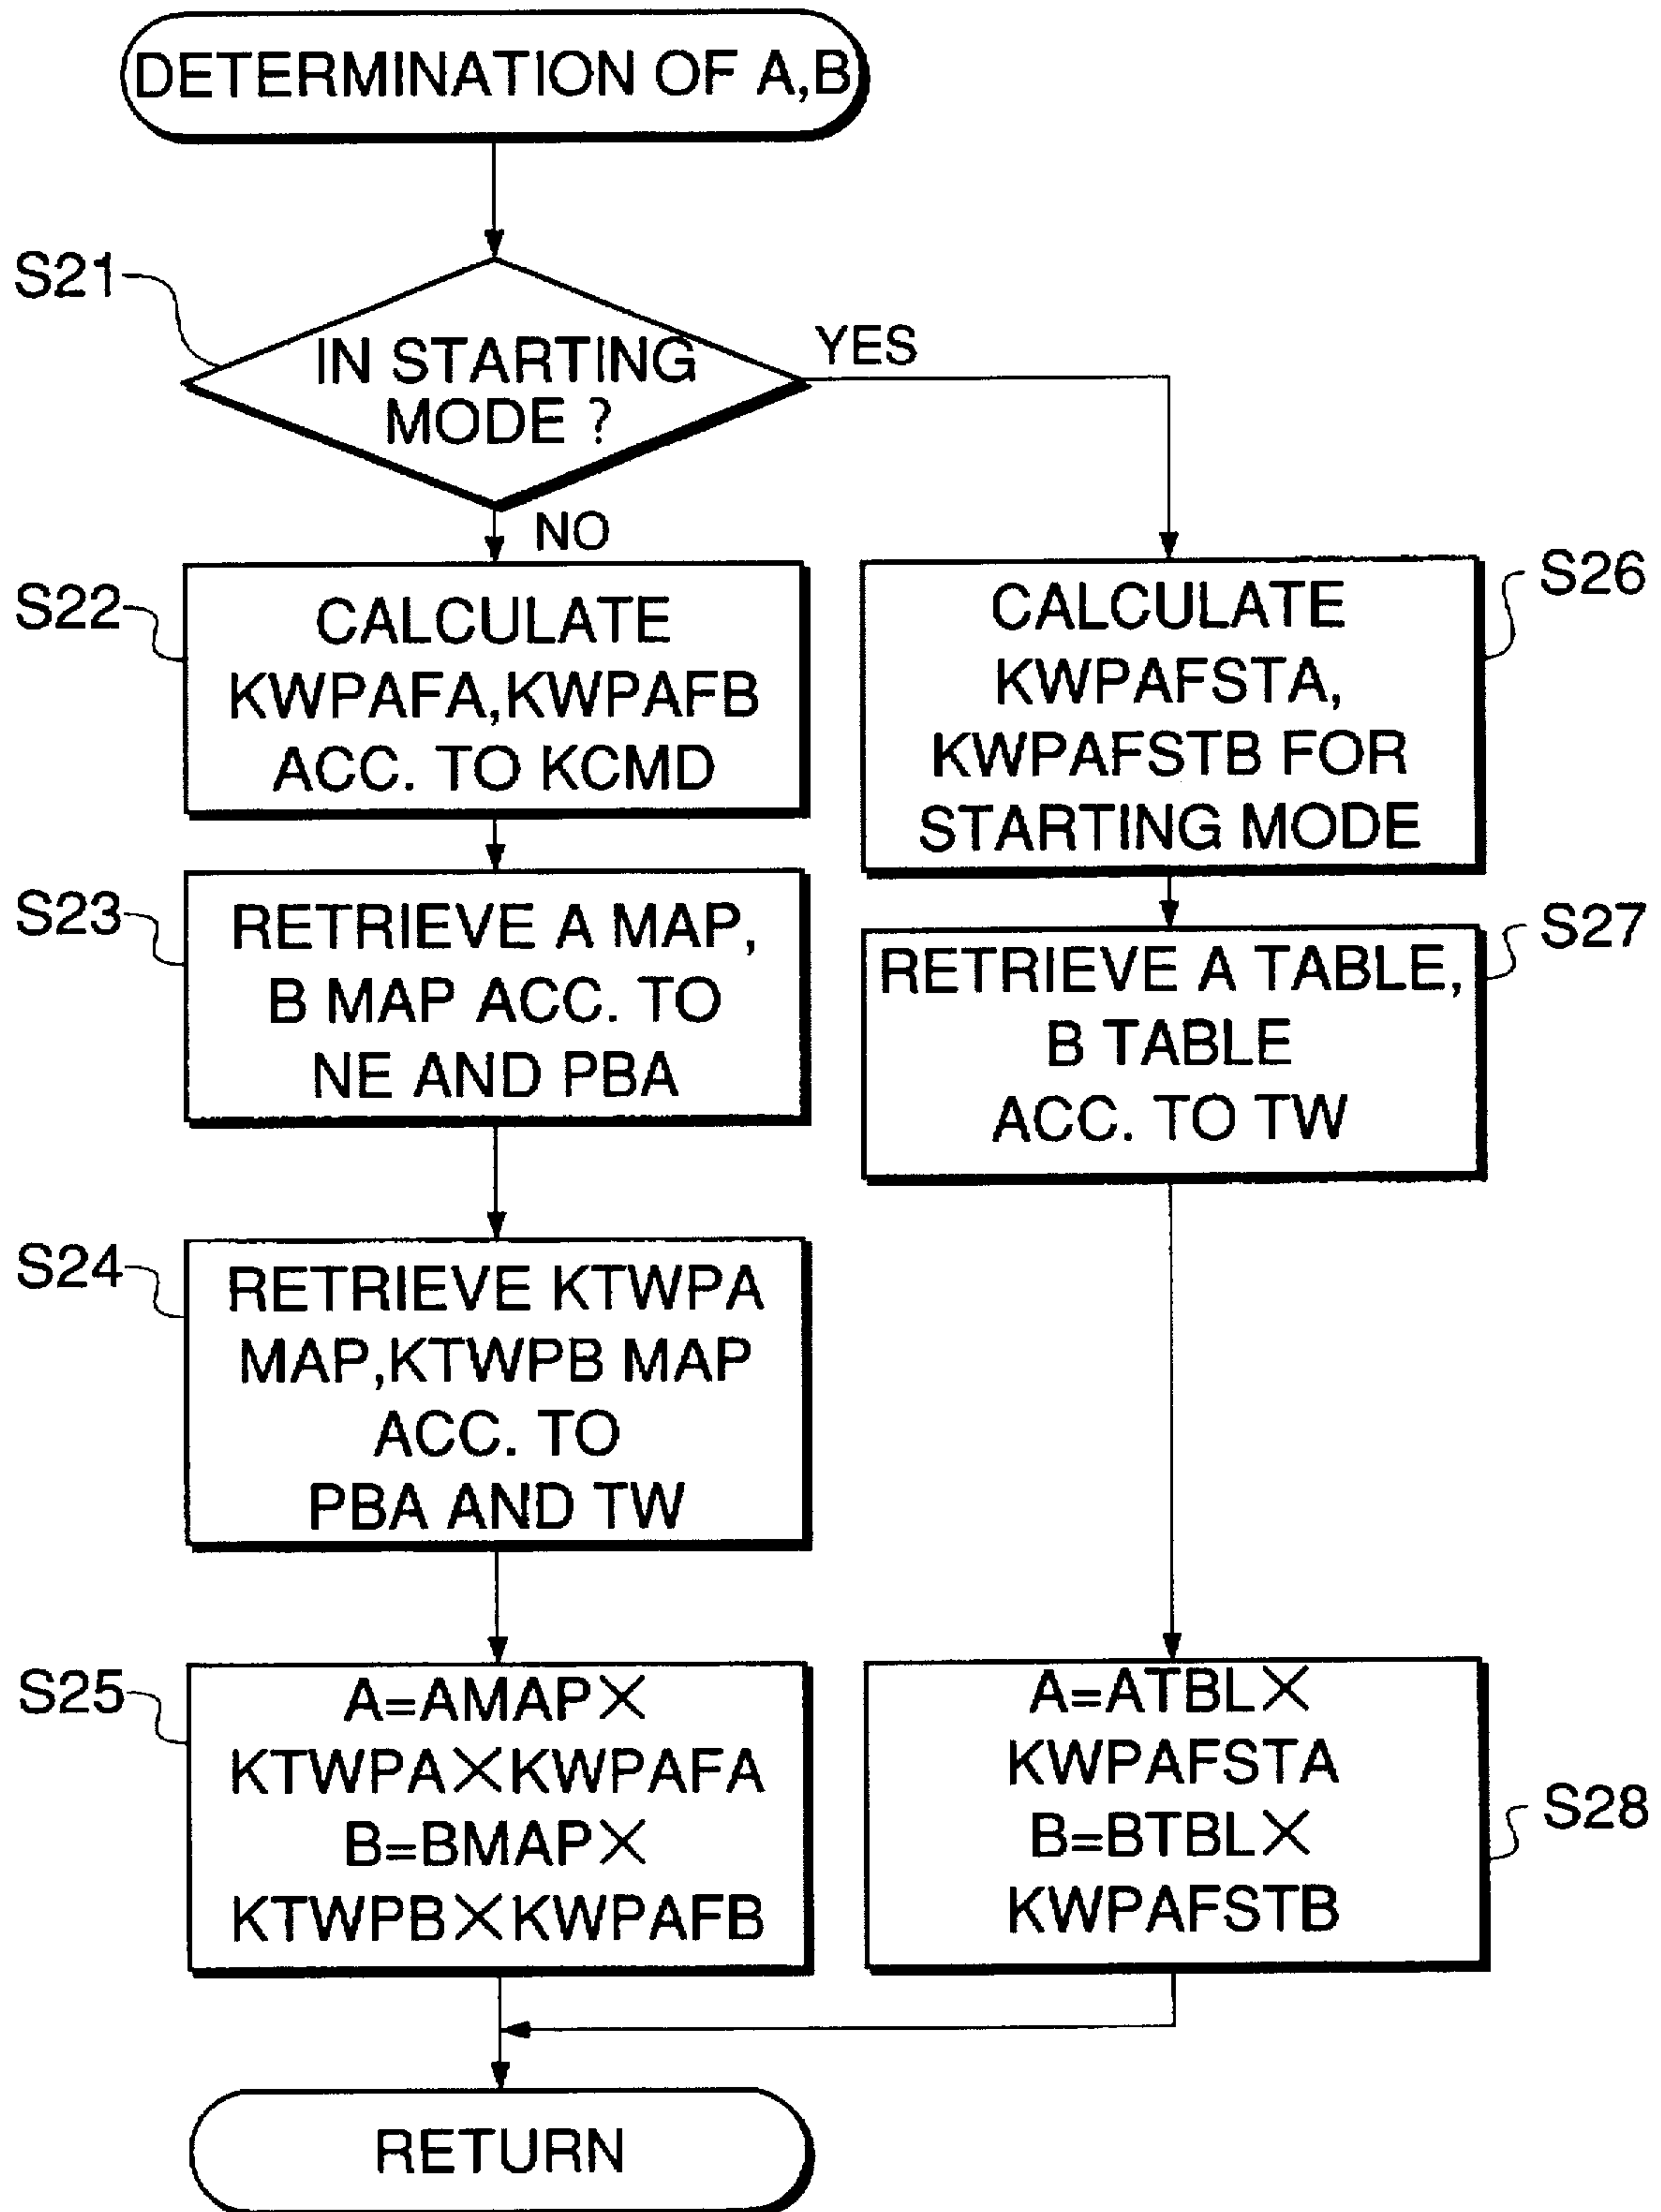 DETERMINATION OF A,B
S21
IN STARTING
MODE ?
YES
NO
S22
CALCULATE
KWPAFA,KWPAFB
ACC. TO KCMD
S23
RETRIEVE A MAP,
B MAP ACC. TO
NE AND PBA
S24
RETRIEVE KTWPA
MAP,KTWPB MAP
ACC. TO
PBA AND TW
S25
A=AMAP×
KTWPA×KWPAFA
B=BMAP×
KTWPB×KWPAFB
S26
CALCULATE
KWPAFSTA,
KWPAFSTB FOR
STARTING MODE
S27
RETRIEVE A TABLE,
B TABLE
ACC. TO TW
A=ATBL×
KWPAFSTA
B=BTBL×
KWPAFSTB
S28
RETURN